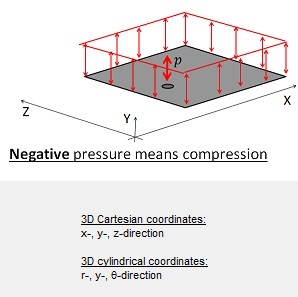 p
X
Z
Y
Negative pressure means compression
3D Cartesian coordinates:
x-, y-, z-direction
3D cylindrical coordinates:
r-, y-, θ-direction